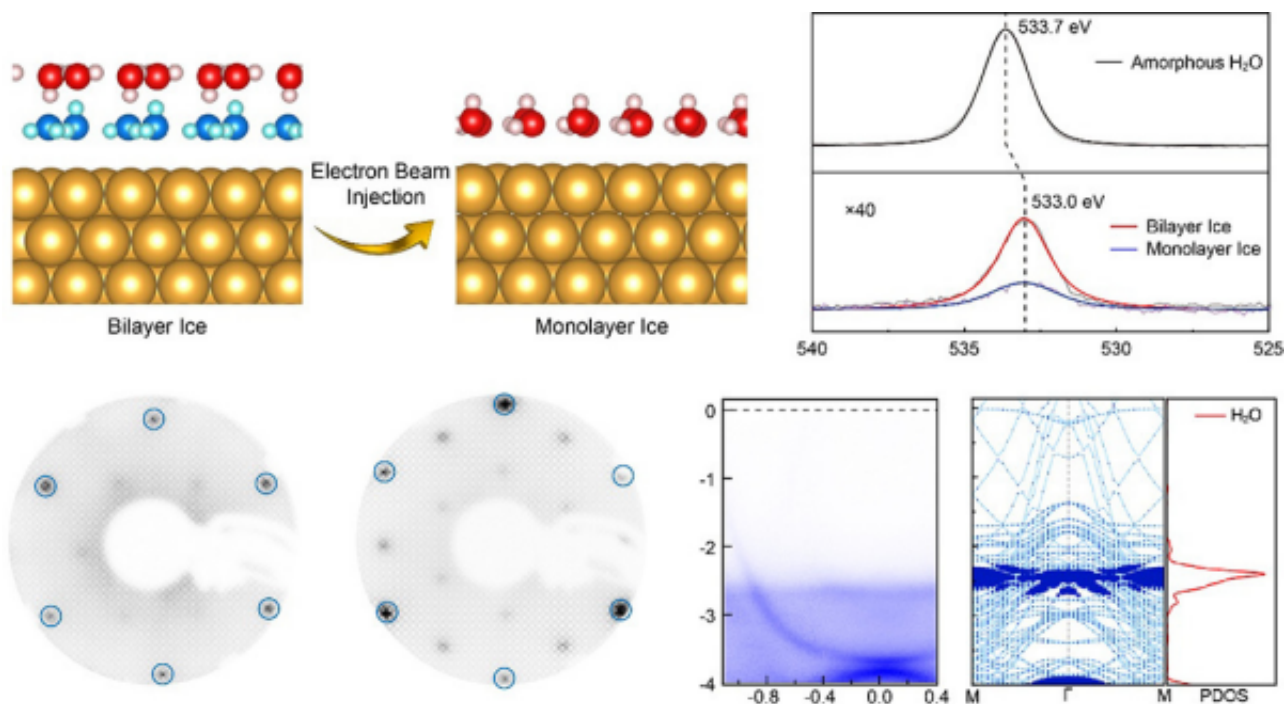 Electron Beam
Injection
Bilayer Ice
Monolayer Ice
533.7 eV
Amorphous H₂O
×40
533.0 eV
Bilayer Ice
Monolayer Ice
540
535
530
525
0
-1
-2
-3
-4
-0.8
-0.4
0.0
0.4
H₂O
M
Γ
M
PDOS